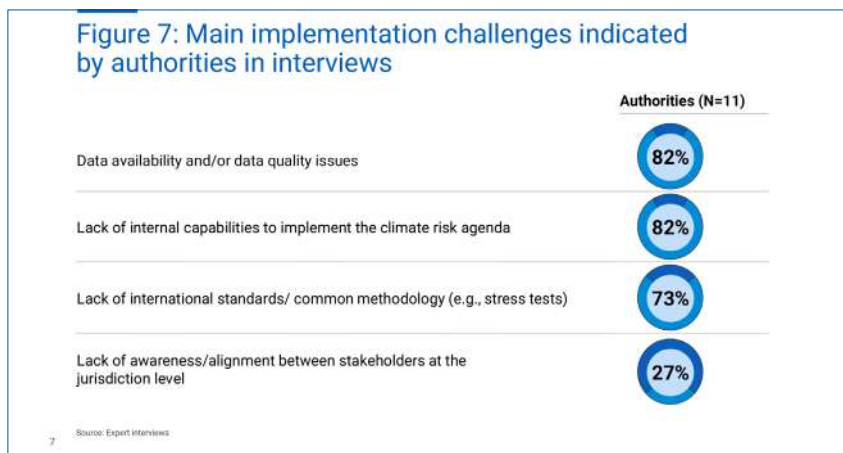 Figure 7: Main implementation challenges indicated
by authorities in interviews
Authorities (N=11)
Data availability and/or data quality issues
82%
Lack of internal capabilities to implement the climate risk agenda
82%
Lack of international standards/ common methodology (e.g., stress tests)
73%
Lack of awareness/alignment between stakeholders at the
jurisdiction level
27%
Source: Expert interviews
7